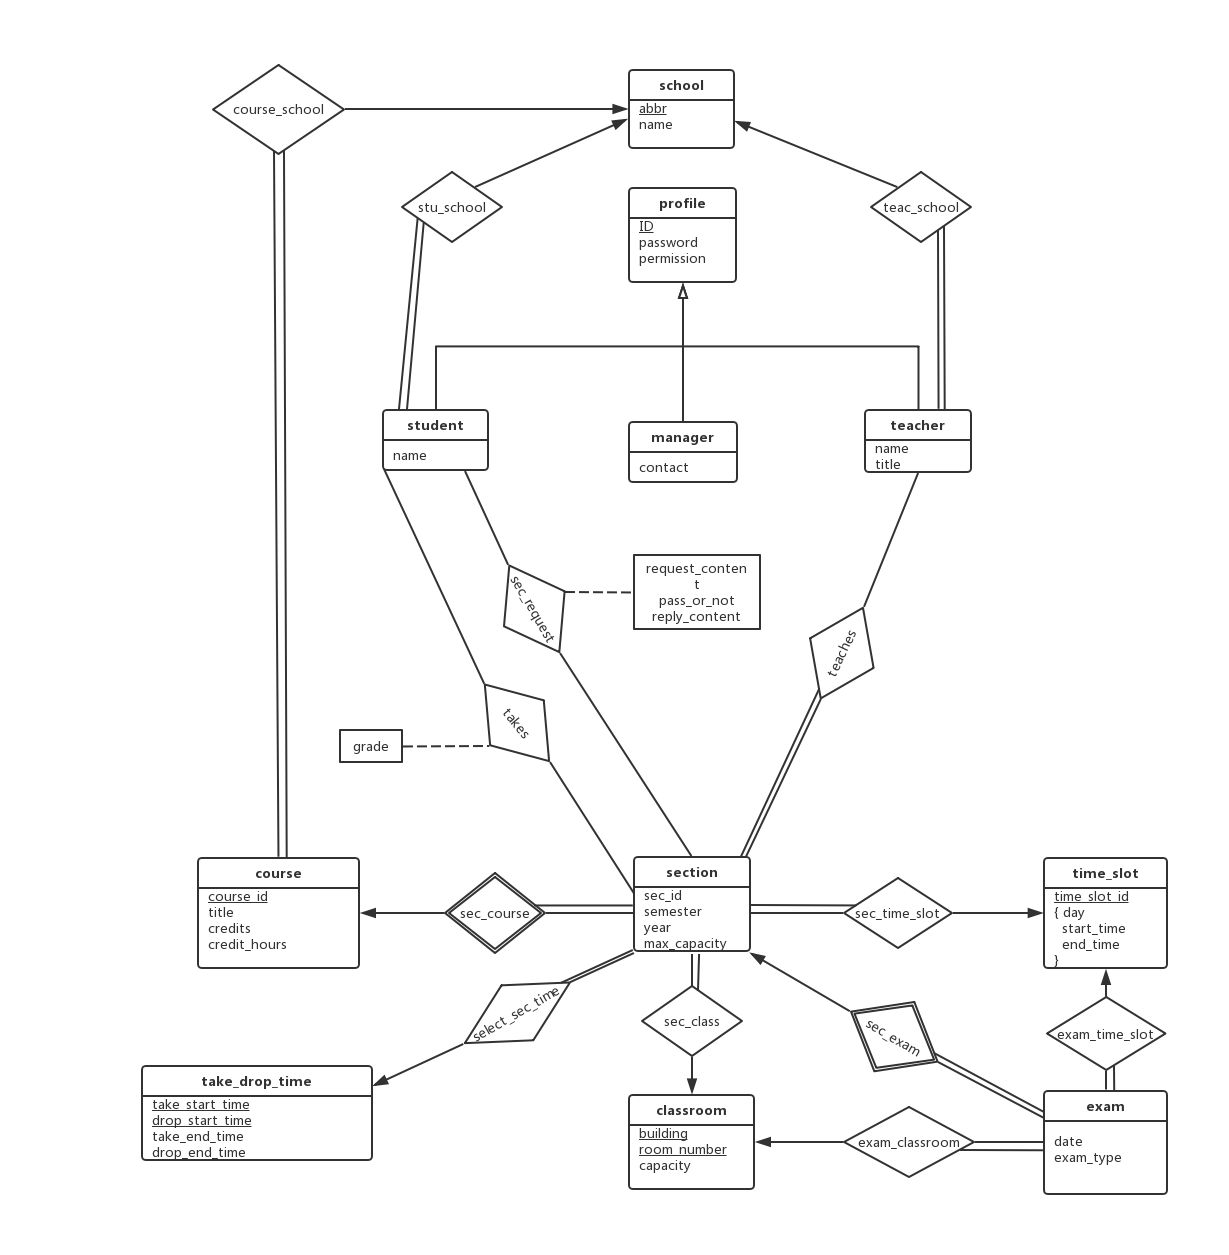 course_school
school
abbr
name
stu_school
teac_school
profile
ID
password
permission
student
name
manager
contact
teacher
name
title
sec_request
request_conten
t
pass_or_not
reply_content
teaches
takes
grade
course
course_id
title
credits
credit_hours
sec_course
section
sec_id
semester
year
max_capacity
sec_time_slot
time_slot
time_slot_id
{ day
start_time
end_time
}
select_sec_time
sec_class
sec_exam
exam_time_slot
take_drop_time
take_start_time
drop_start_time
take_end_time
drop_end_time
classroom
building
room_number
capacity
exam_classroom
exam
date
exam_type